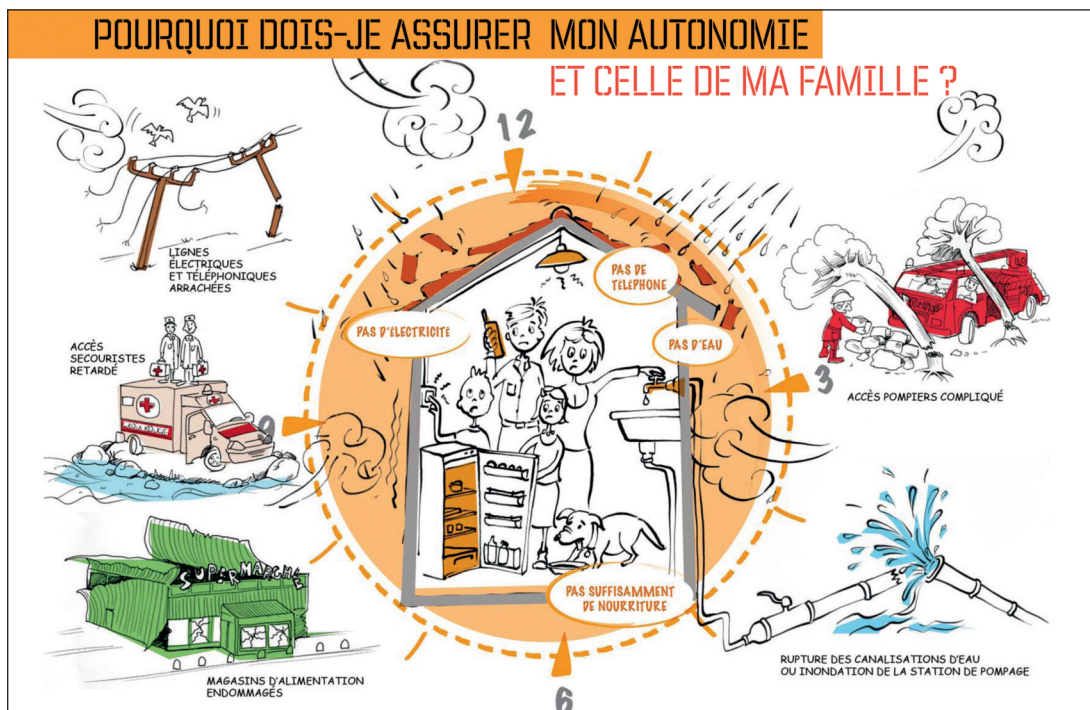 POURQUOI DOIS-JE ASSURER MON AUTONOMIE
ET CELLE DE MA FAMILLE ?
12
LIGNES
ÉLECTRIQUES
ET TÉLÉPHONIQUES
ARRACHÉES
PAS DE
TÉLÉPHONE
PAS D'ÉLECTRICITÉ
PAS D'EAU
3
ACCÈS POMPIERS COMPLIQUÉ
ACCÈS
SECOURISTES
RETARDÉ
9
SUPERMARCHÉ
MAGASINS D'ALIMENTATION
ENDOMMAGÉS
PAS SUFFISAMMENT
DE NOURRITURE
6
RUPTURE DES CANALISATIONS D'EAU
OU INONDATION DE LA STATION DE POMPAGE